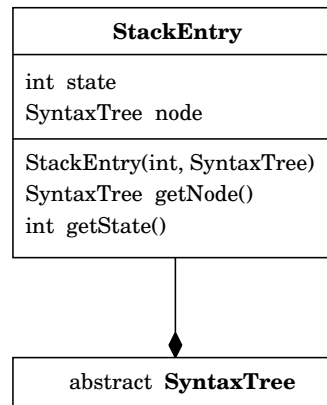 StackEntry
int state
SyntaxTree node
StackEntry(int, SyntaxTree)
SyntaxTree getNode()
int getState()
abstract SyntaxTree